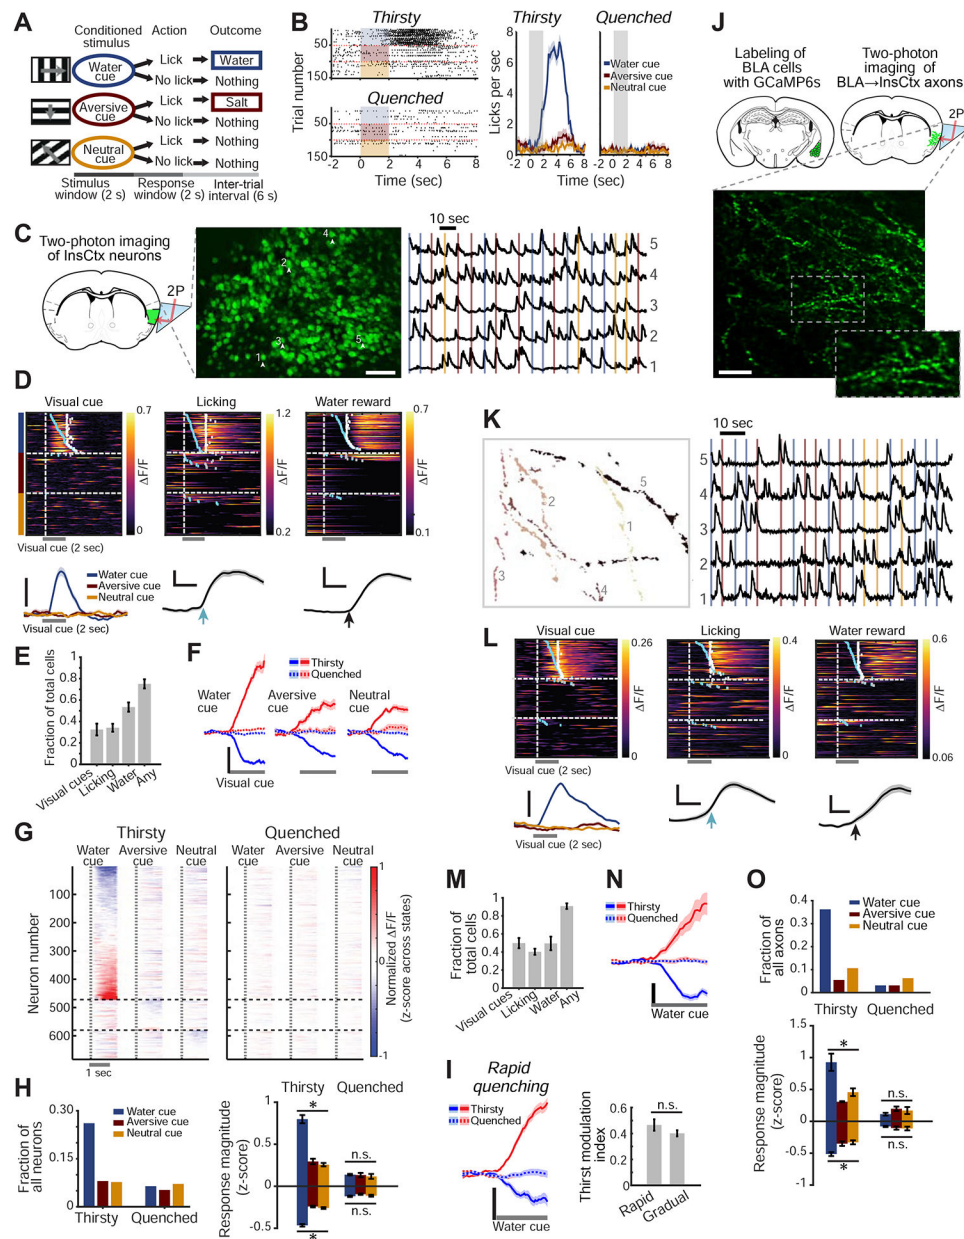 A
Conditioned stimulus
Action
Outcome
Water cue
Lick
Water
No lick
Nothing
Aversive cue
Lick
Salt
No lick
Nothing
Neutral cue
Lick
Nothing
No lick
Nothing
Stimulus window (2 s)
Response window (2 s)
Inter-trial interval (6 s)
B
Thirsty
Trial number
50
150
Quenched
50
150
-2 0 2 4 6 8
Time (sec)
Thirsty
Quenched
Licks per sec
8
6
4
2
0
Water cue
Aversive cue
Neutral cue
-2 0 2 4 6 8
-2 0 2 4 6 8
Time (sec)
C
Two-photon imaging of InsCtx neurons
2P
4
2
3
5
1
10 sec
5
4
3
2
1
D
Visual cue
Licking
Water reward
0.7
0
ΔF/F
1.2
0.2
ΔF/F
0.7
0.1
ΔF/F
Visual cue (2 sec)
Water cue
Aversive cue
Neutral cue
Visual cue (2 sec)
E
Fraction of total cells
1
0.8
0.6
0.4
0.2
0
Visual cues
Licking
Water
Any
F
Thirsty
Quenched
Water cue
Aversive cue
Neutral cue
Visual cue
G
Thirsty
Quenched
Water cue
Aversive cue
Neutral cue
Water cue
Aversive cue
Neutral cue
Neuron number
100
200
300
400
500
600
1 sec
1
0
-1
Normalized ΔF/F
(z-score across states)
H
Fraction of all neurons
0.30
0.15
0
Water cue
Aversive cue
Neutral cue
Thirsty
Quenched
Response magnitude
(z-score)
1
0.5
0
-0.5
Thirsty
Quenched
*
n.s.
n.s.
*
I
Rapid quenching
Thirsty
Quenched
Water cue
Thirst modulation index
0.6
0.4
0.2
0
n.s.
Rapid
Gradual
J
Labeling of BLA cells with GCaMP6s
Two-photon imaging of BLA→InsCtx axons
2P
K
5
2
1
3
4
10 sec
5
4
3
2
1
L
Visual cue
Licking
Water reward
0.26
0
ΔF/F
0.4
0
ΔF/F
0.6
0.06
ΔF/F
Visual cue (2 sec)
Visual cue (2 sec)
M
Fraction of total cells
1
0.8
0.6
0.4
0.2
0
Visual cues
Licking
Water
Any
N
Thirsty
Quenched
Water cue
O
Fraction of all axons
0.4
0.3
0.2
0.1
0
Water cue
Aversive cue
Neutral cue
Thirsty
Quenched
Response magnitude
(z-score)
1.5
1
0.5
0
-0.5
-1
*
n.s.
n.s.
*